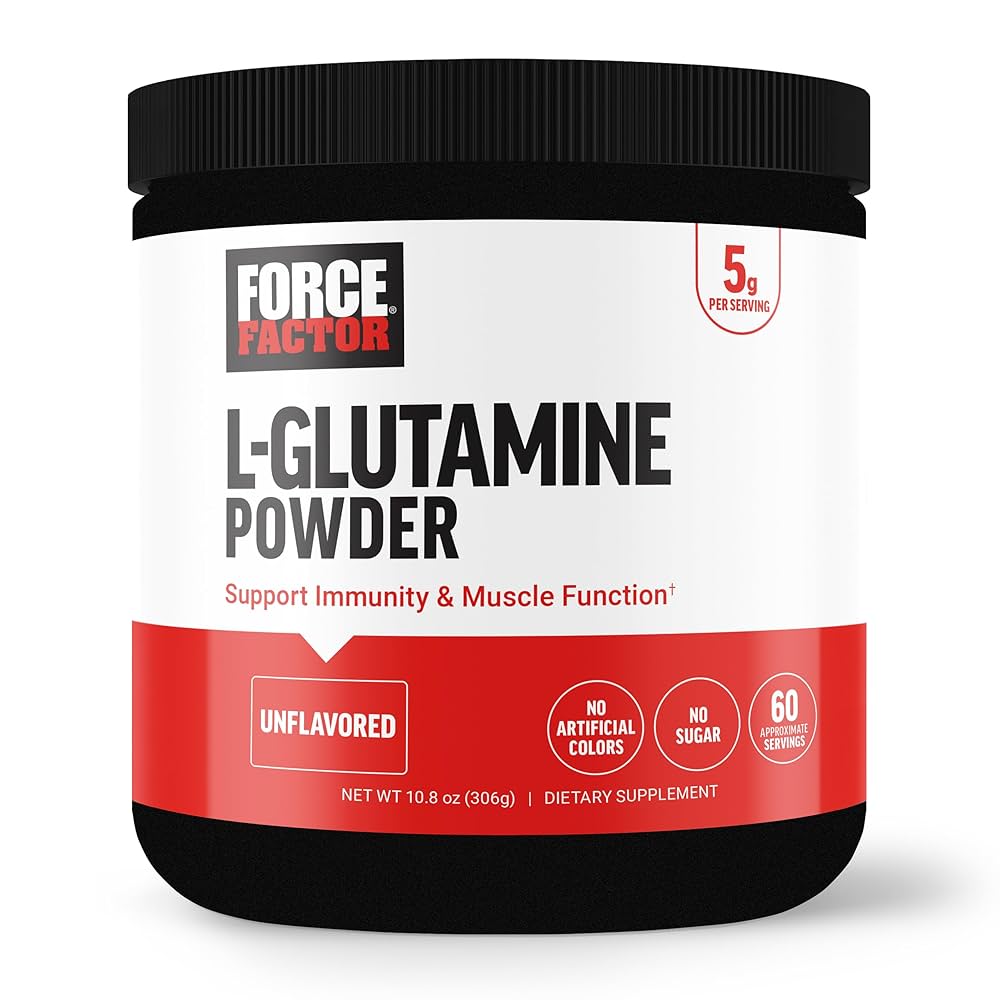 FORCE®
FACTOR
5g
PER SERVING
L-GLUTAMINE
POWDER
Support Immunity & Muscle Function†
UNFLAVORED
NO
ARTIFICIAL
COLORS
NO
SUGAR
60
APPROXIMATE
SERVINGS
NET WT 10.8 oz (306g) | DIETARY SUPPLEMENT